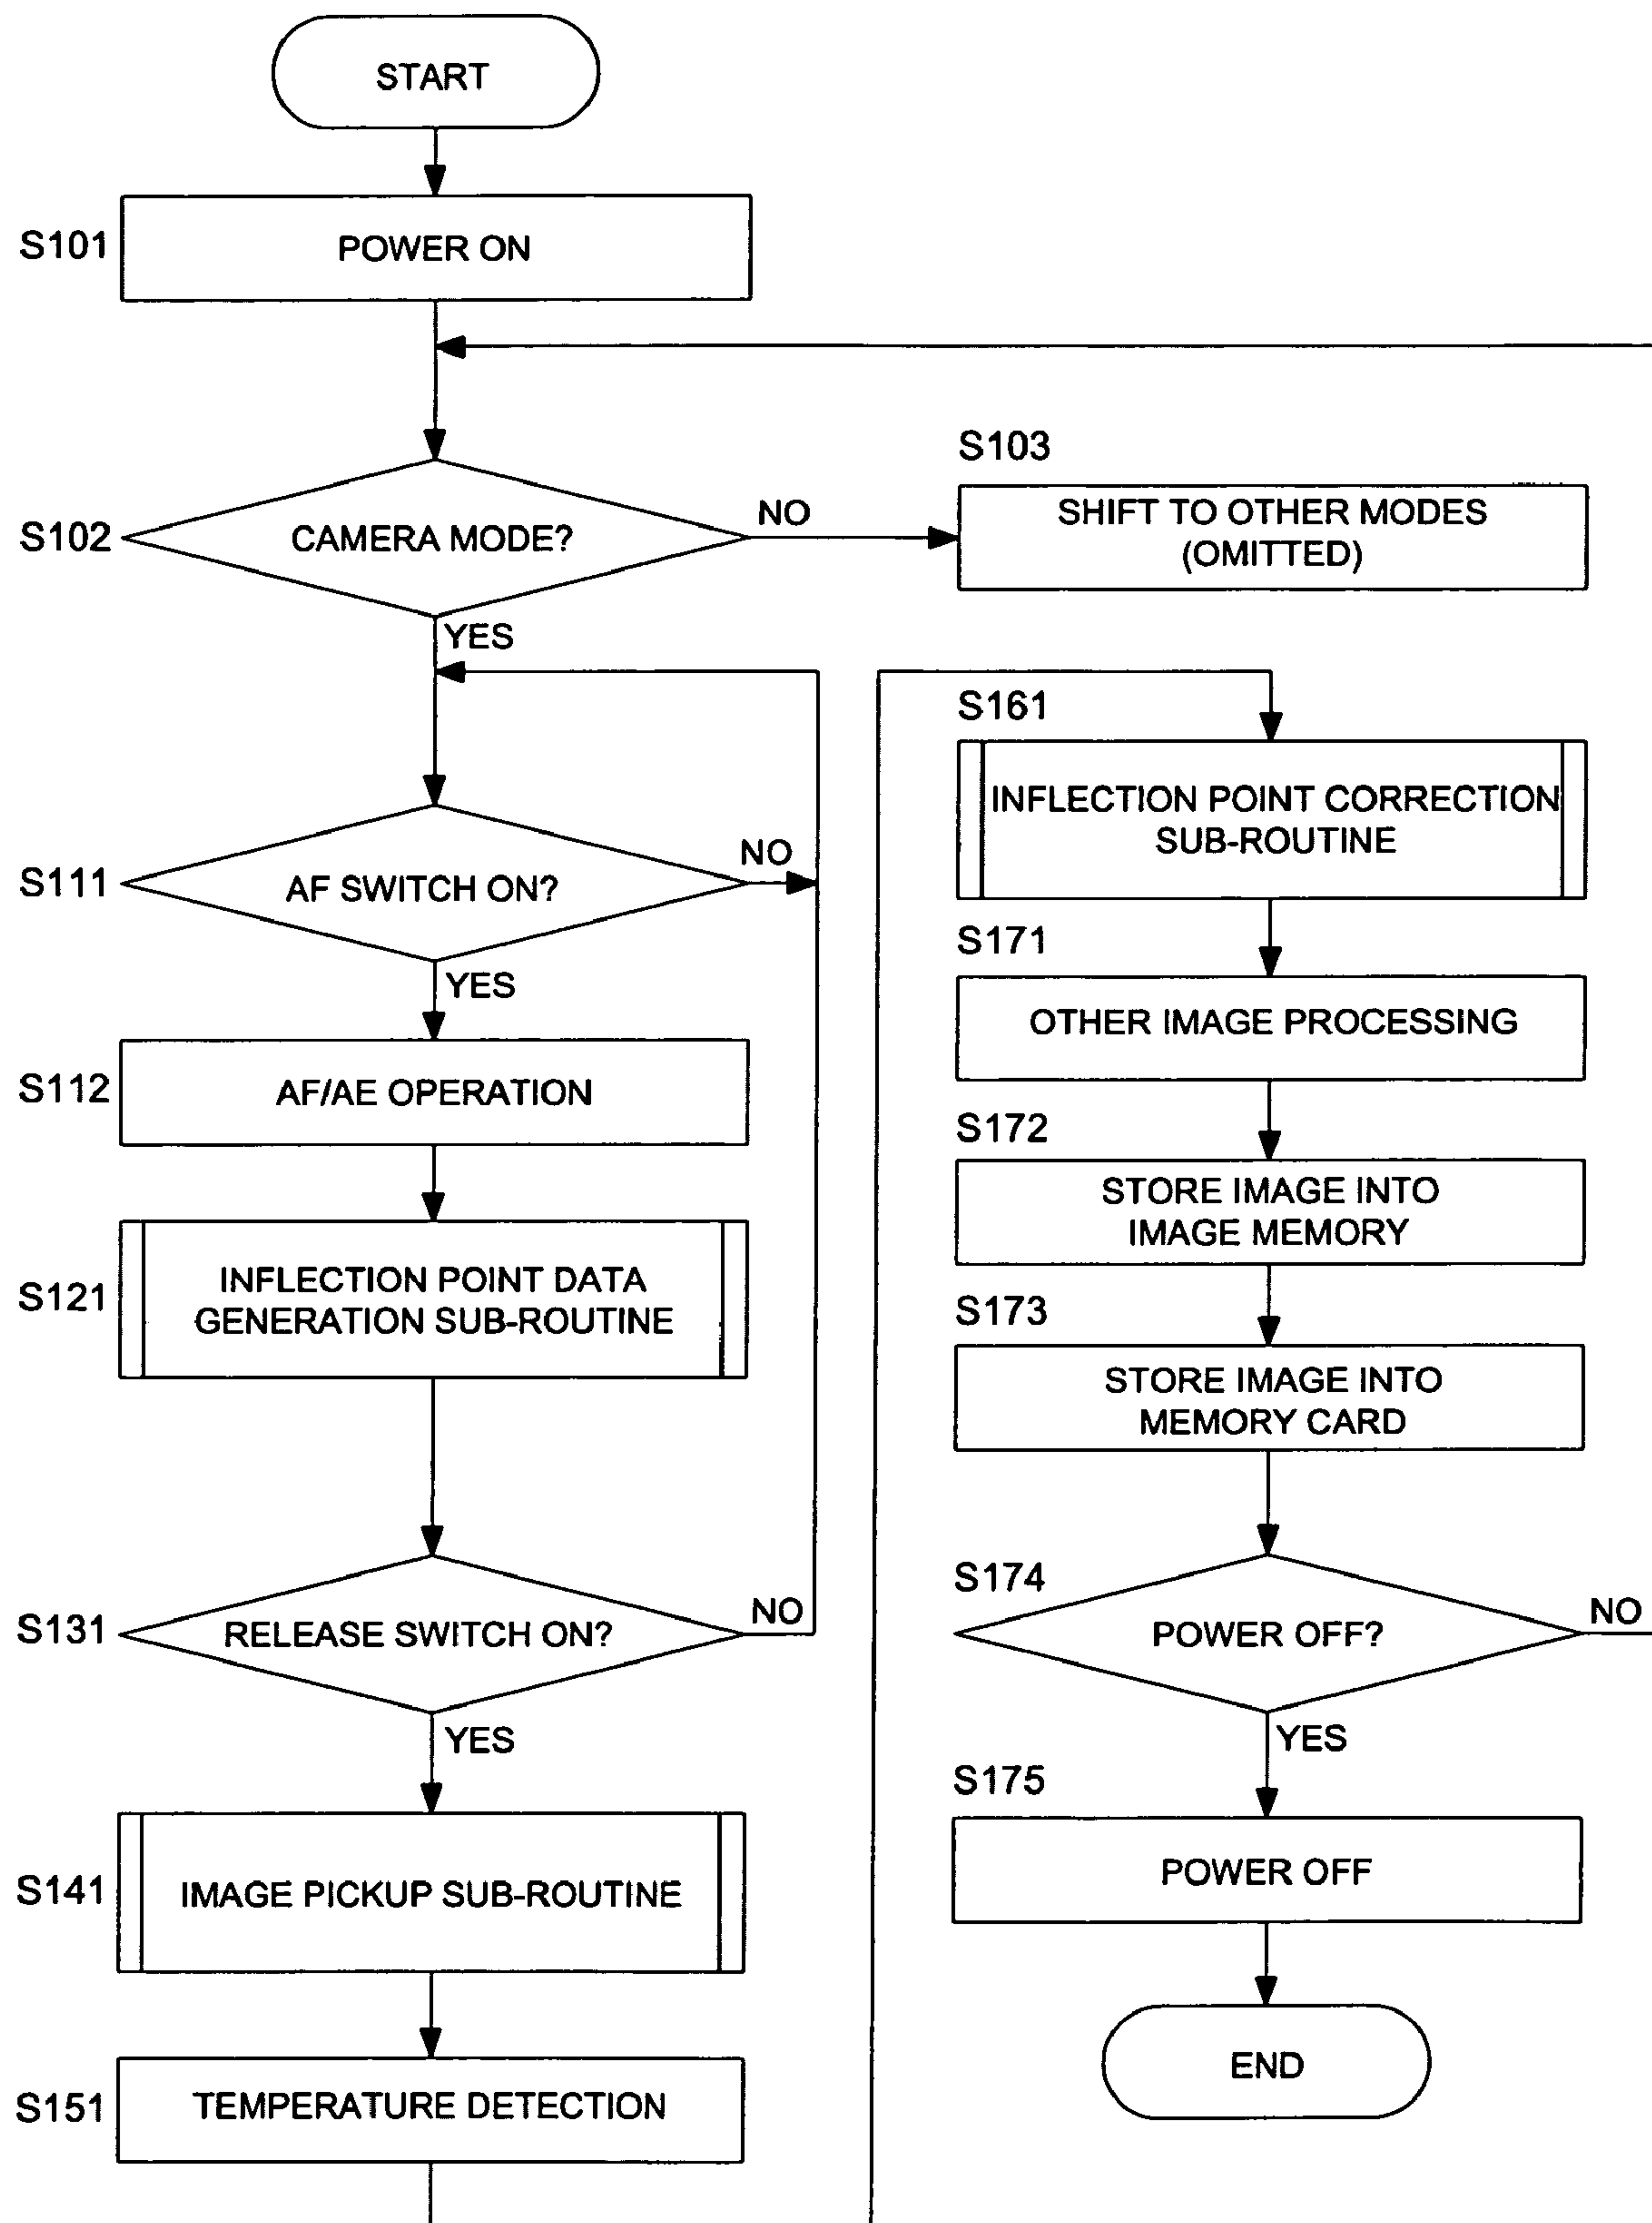 START
S101
POWER ON
S102
CAMERA MODE?
NO
S103
SHIFT TO OTHER MODES
(OMITTED)
YES
S111
AF SWITCH ON?
NO
YES
S112
AF/AE OPERATION
S121
INFLECTION POINT DATA
GENERATION SUB-ROUTINE
S131
RELEASE SWITCH ON?
NO
YES
S141
IMAGE PICKUP SUB-ROUTINE
S151
TEMPERATURE DETECTION
S161
INFLECTION POINT CORRECTION
SUB-ROUTINE
S171
OTHER IMAGE PROCESSING
S172
STORE IMAGE INTO
IMAGE MEMORY
S173
STORE IMAGE INTO
MEMORY CARD
S174
POWER OFF?
NO
YES
S175
POWER OFF
END